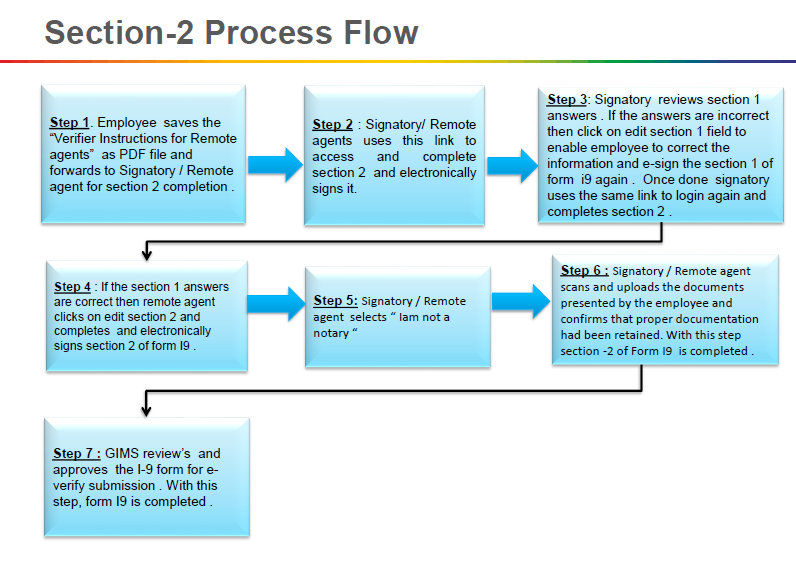 Section-2 Process Flow
Step 1. Employee saves the
“Verifier Instructions for Remote
agents” as PDF file and
forwards to Signatory / Remote
agent for section 2 completion .
Step 2 : Signatory/ Remote
agents uses this link to
access and complete
section 2 and electronically
signs it.
Step 3: Signatory reviews section 1
answers . If the answers are incorrect
then click on edit section 1 field to
enable employee to correct the
information and e-sign the section 1 of
form i9 again . Once done signatory
uses the same link to login again and
completes section 2 .
Step 4 : If the section 1 answers
are correct then remote agent
clicks on edit section 2 and
completes and electronically
signs section 2 of form I9 .
Step 5: Signatory / Remote
agent selects “ Iam not a
notary “
Step 6 : Signatory / Remote agent
scans and uploads the documents
presented by the employee and
confirms that proper documentation
had been retained. With this step
section -2 of Form I9 is completed .
Step 7 : GIMS review’s and
approves the I-9 form for e-
verify submission . With this
step, form I9 is completed .